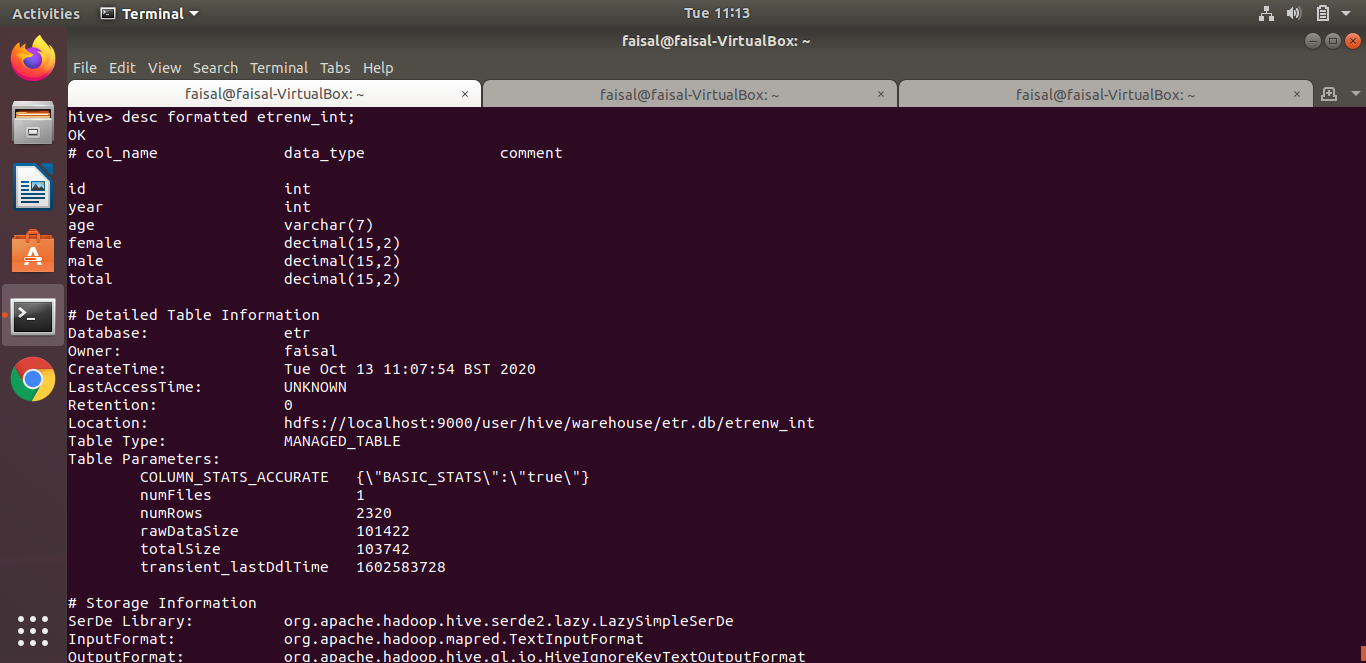 Activities Terminal Tue 11:13
faisal@faisal-VirtualBox: ~
File Edit View Search Terminal Tabs Help
faisal@faisal-VirtualBox: ~ × faisal@faisal-VirtualBox: ~ × faisal@faisal-VirtualBox: ~ ×
hive> desc formatted etrenw_int;
OK
# col_name data_type comment
id int
year int
age varchar(7)
female decimal(15,2)
male decimal(15,2)
total decimal(15,2)
# Detailed Table Information
Database: etr
Owner: faisal
CreateTime: Tue Oct 13 11:07:54 BST 2020
LastAccessTime: UNKNOWN
Retention: 0
Location: hdfs://localhost:9000/user/hive/warehouse/etr.db/etrenw_int
Table Type: MANAGED_TABLE
Table Parameters:
COLUMN_STATS_ACCURATE {\"BASIC_STATS\":\"true\"}
numFiles 1
numRows 2320
rawDataSize 101422
totalSize 103742
transient_lastDdlTime 1602583728
# Storage Information
SerDe Library: org.apache.hadoop.hive.serde2.lazy.LazySimpleSerDe
InputFormat: org.apache.hadoop.mapred.TextInputFormat
OutputFormat: org.apache.hadoop.hive.ql.io.HiveIgnoreKeyTextOutputFormat